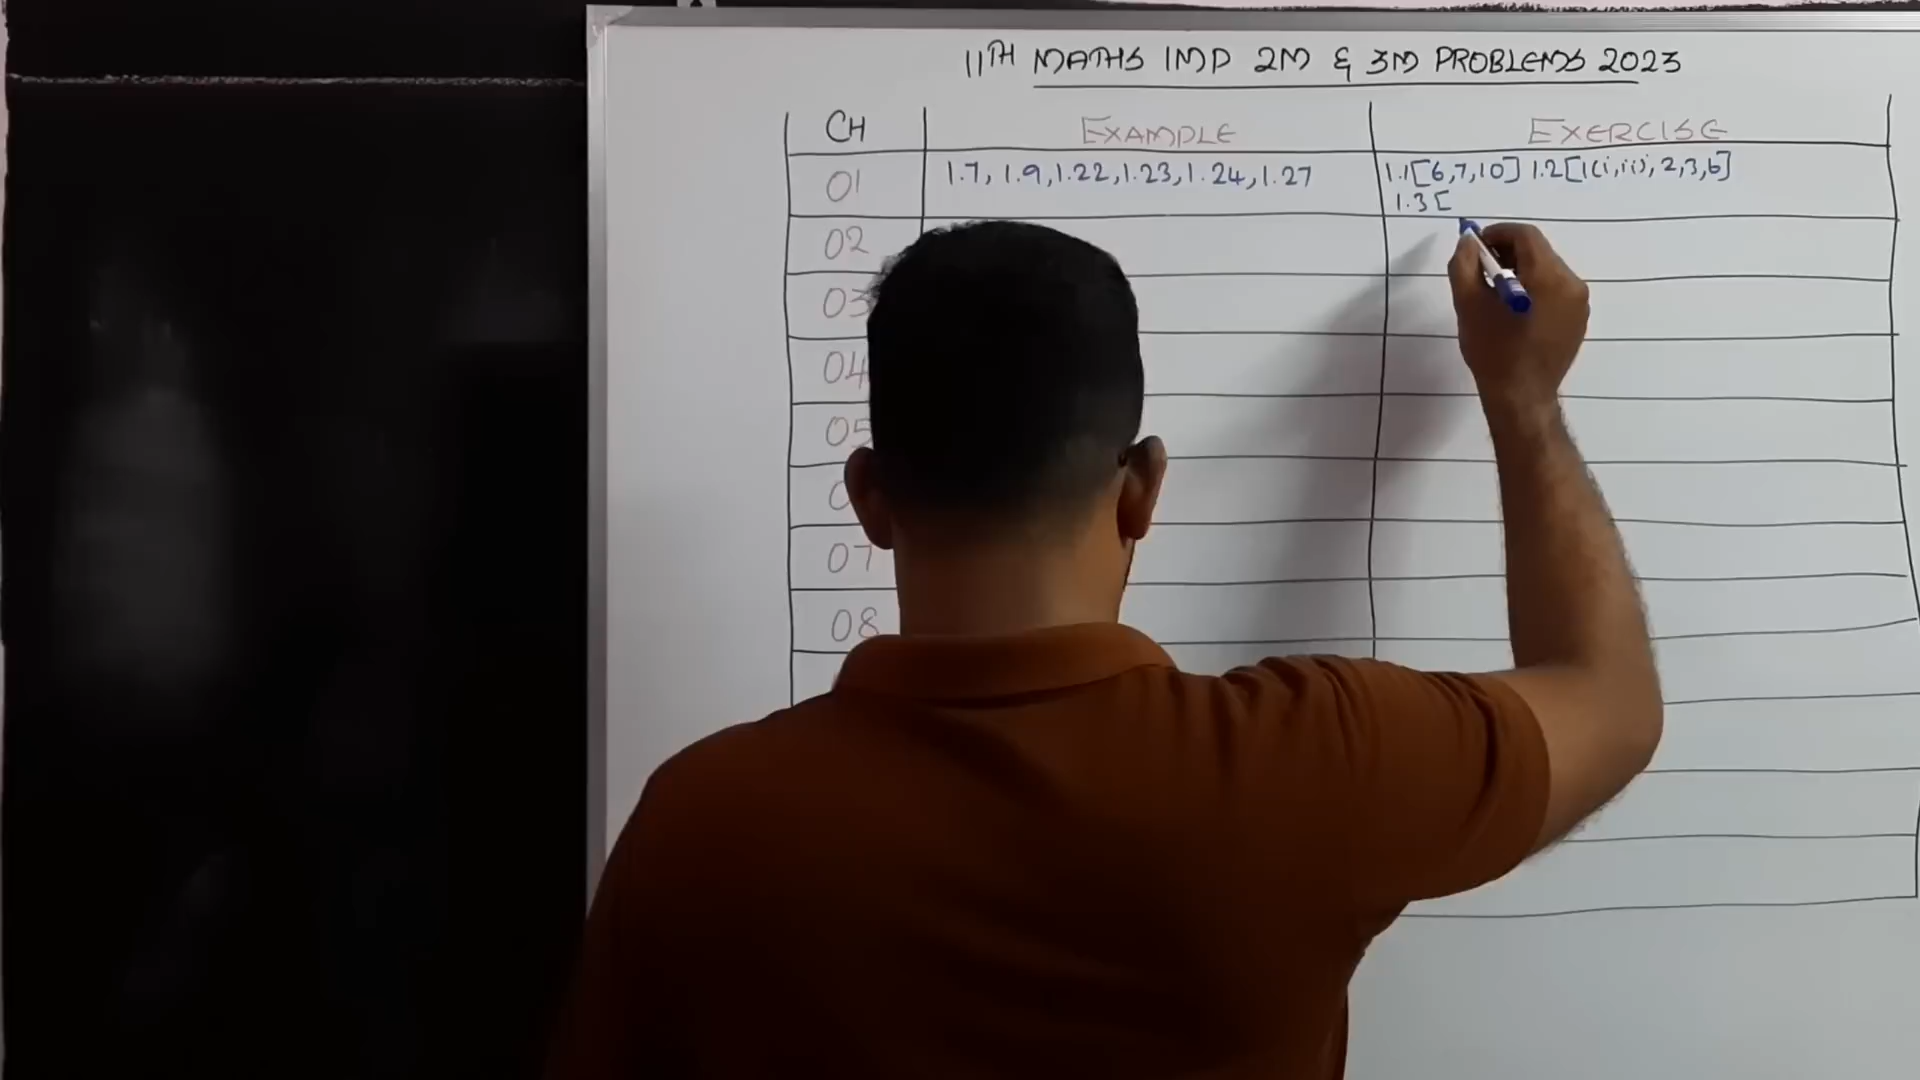 11TH MATHS IMP 2M & 3M PROBLEMS 2023
CH EXAMPLE EXERCISE
01 1.7, 1.9, 1.22, 1.23, 1.24, 1.27 1.1[6,7,10] 1.2[1(i,ii), 2,3,6]
1.3[
02
03
04
05
07
08